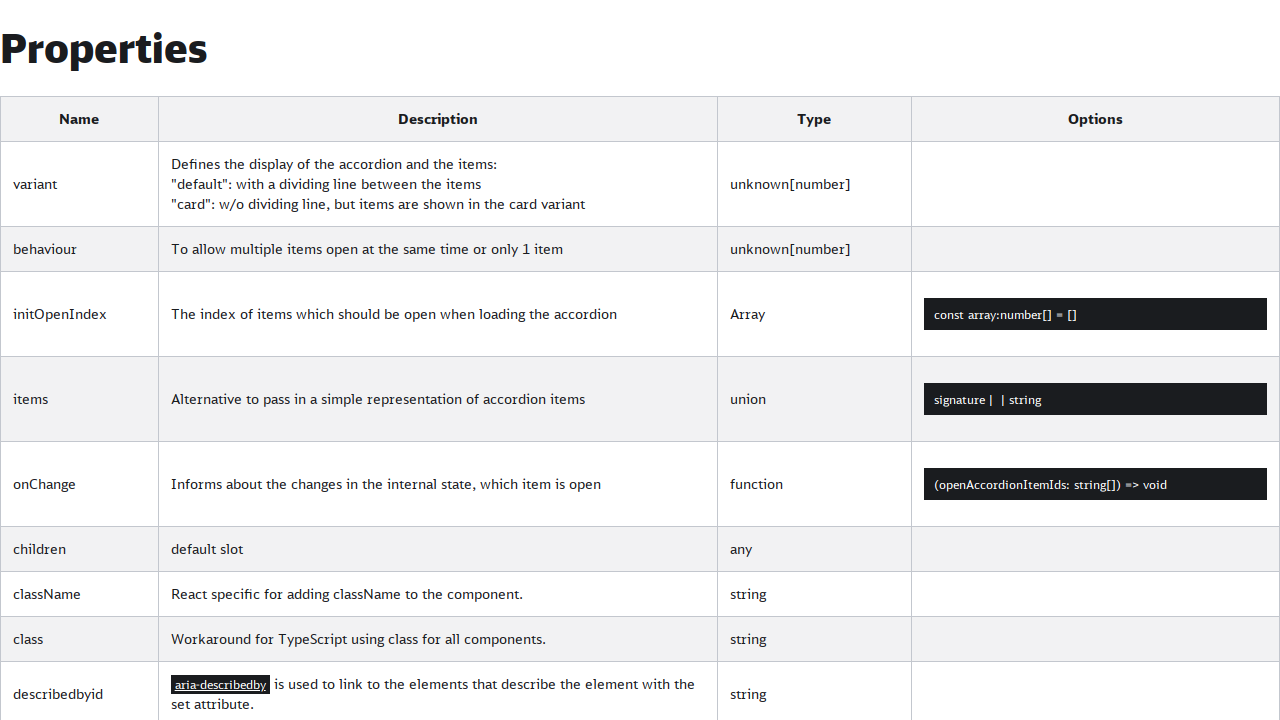 Properties
Name Description Type Options
variant Defines the display of the accordion and the items: unknown[number]
"default": with a dividing line between the items
"card": w/o dividing line, but items are shown in the card variant
behaviour To allow multiple items open at the same time or only 1 item unknown[number]
initOpenIndex The index of items which should be open when loading the accordion Array const array:number[] = []
items Alternative to pass in a simple representation of accordion items union signature | | string
onChange Informs about the changes in the internal state, which item is open function (openAccordionItemIds: string[]) => void
children default slot any
className React specific for adding className to the component. string
class Workaround for TypeScript using class for all components. string
describedbyid aria-describedby is used to link to the elements that describe the element with the string
set attribute.